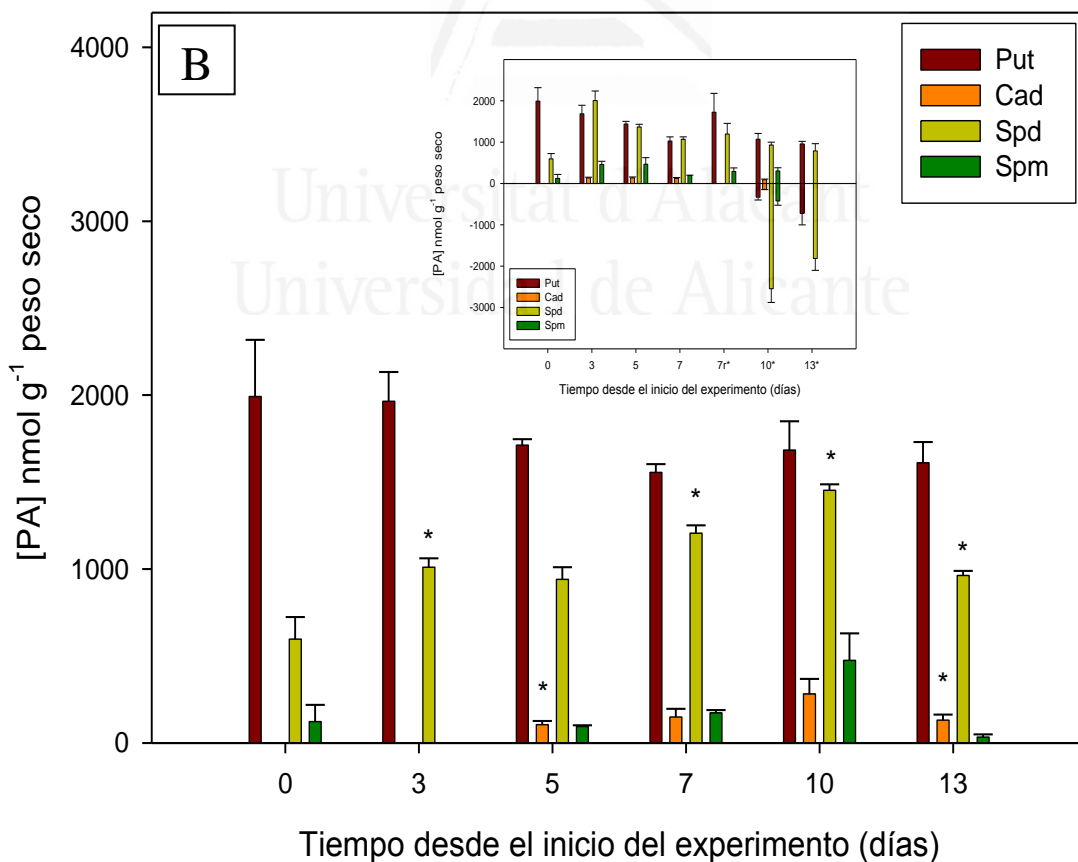 B
[PA] nmol g⁻¹ peso seco
4000
3000
2000
1000
0
0 3 5 7 10 13
Tiempo desde el inicio del experimento (días)
Put
Cad
Spd
Spm
* * * * * *
[PA] nmol g⁻¹ peso seco
2000
1000
0
-1000
-2000
-3000
Put
Cad
Spd
Spm
0 3 5 7 7r* 10* 13*
Tiempo desde el inicio del experimento (días)
Universitat d'Alacant
Universidad de Alicante